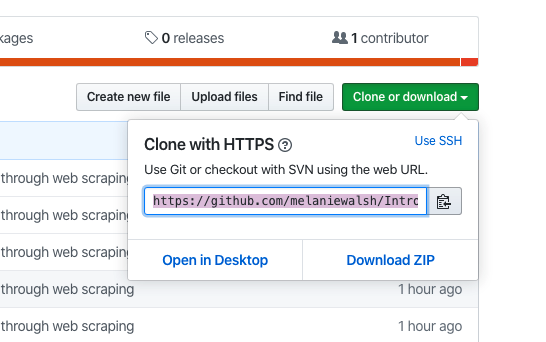 kages 0 releases 1 contributor
Create new file Upload files Find file Clone or download
Clone with HTTPS Use SSH
Use Git or checkout with SVN using the web URL.
through web scraping
https://github.com/melaniewalsh/Intro
through web scraping
through web scraping
Open in Desktop Download ZIP
through web scraping 1 hour ago
through web scraping 1 hour ago